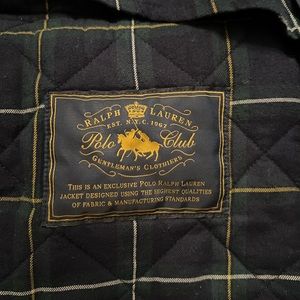 RALPH LAUREN
EST. N.Y.C. 1967
Polo Club
GENTLEMAN'S CLOTHIERS
THIS IS AN EXCLUSIVE POLO RALPH LAUREN
JACKET DESIGNED USING THE HIGHEST QUALITIES
OF FABRIC & MANUFACTURING STANDARDS